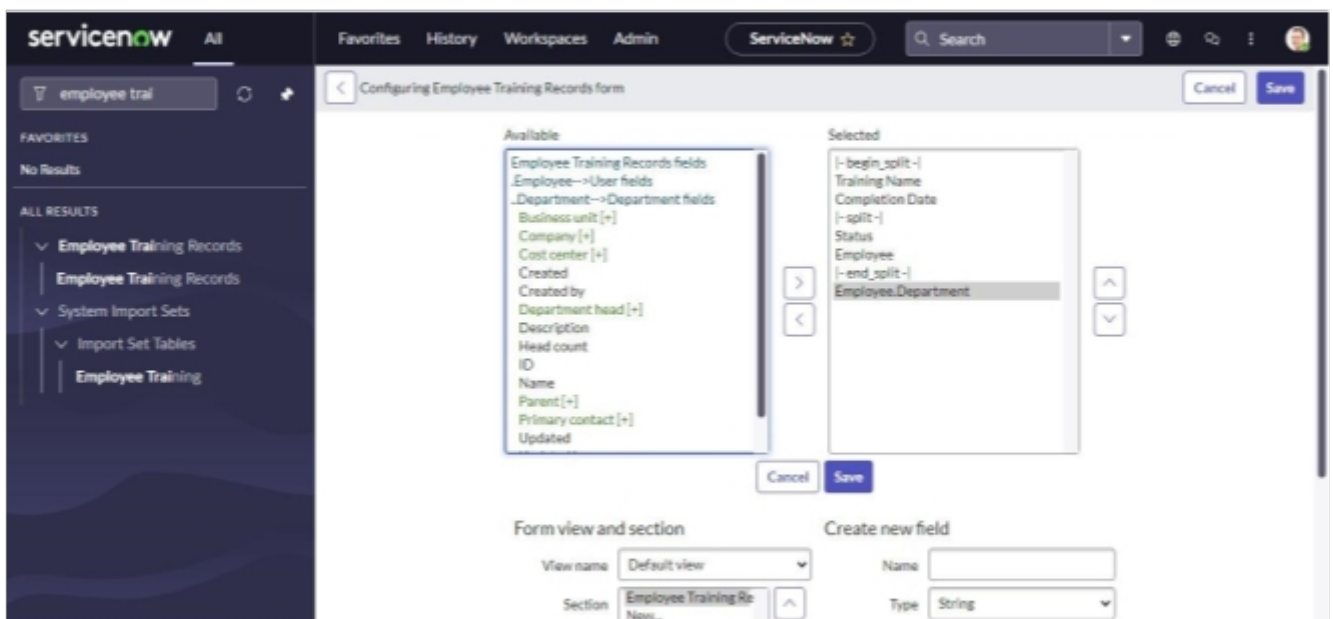 servicenow
All
Favorites
History
Workspaces
Admin
ServiceNow
Search
employee trai
FAVORITES
No Results
ALL RESULTS
Employee Training Records
Employee Training Records
System Import Sets
Import Set Tables
Employee Training
Configuring Employee Training Records form
Cancel
Save
Available
Employee Training Records fields
.Employee-->User fields
..Department-->Department fields
Business unit [+]
Company [+]
Cost center [+]
Created
Created by
Department head [+]
Description
Head count
ID
Name
Parent [+]
Primary contact [+]
Updated
Selected
|- begin_split -|
Training Name
Completion Date
|- split -|
Status
Employee
|- end_split -|
Employee.Department
Cancel
Save
Form view and section
View name
Default view
Section
Employee Training Re
New...
Create new field
Name
Type
String